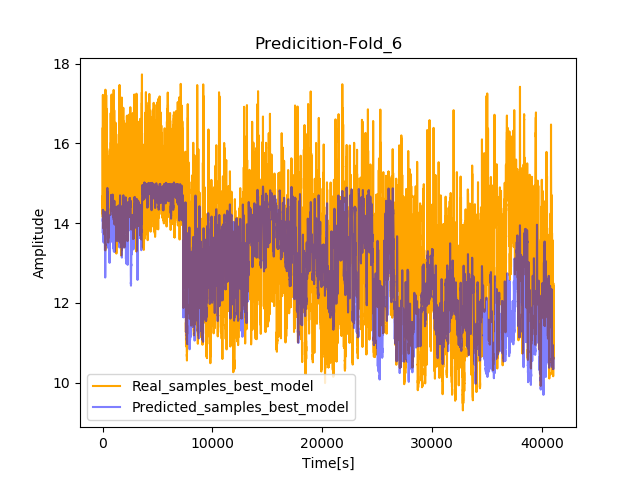 Predicition-Fold_6
18
16
14
12
10
Amplitude
Real_samples_best_model
Predicted_samples_best_model
0
10000
20000
30000
40000
Time[s]